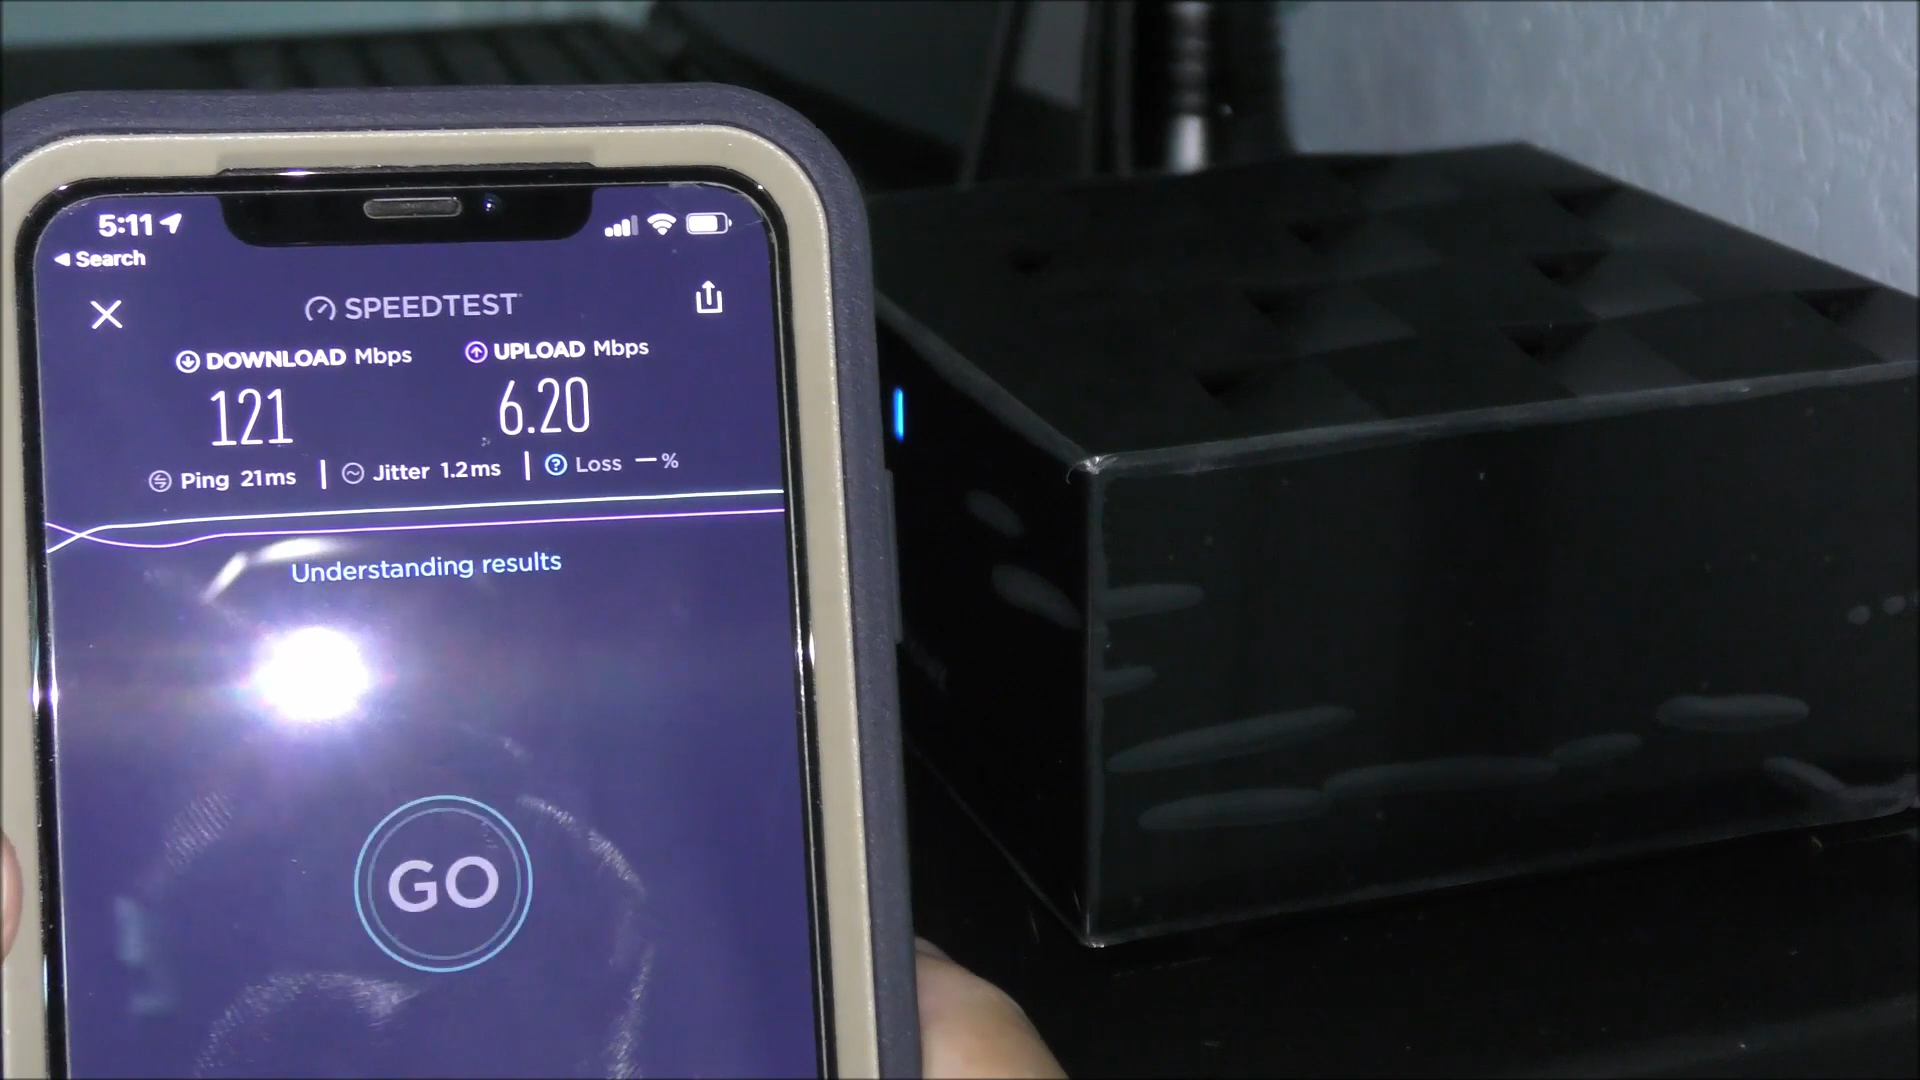 5:11
Search
SPEEDTEST
DOWNLOAD Mbps
UPLOAD Mbps
121
6.20
Ping 21ms
Jitter 1.2ms
Loss —%
Understanding results
GO